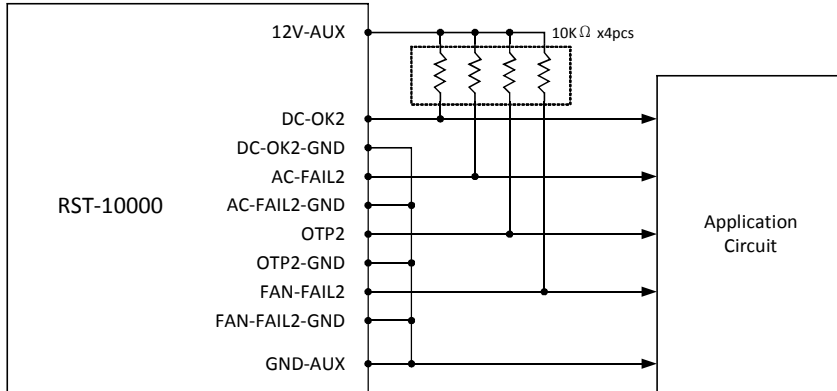 12V-AUX
10KΩ x4pcs
DC-OK2
DC-OK2-GND
AC-FAIL2
RST-10000
AC-FAIL2-GND
Application
Circuit
OTP2
OTP2-GND
FAN-FAIL2
FAN-FAIL2-GND
GND-AUX